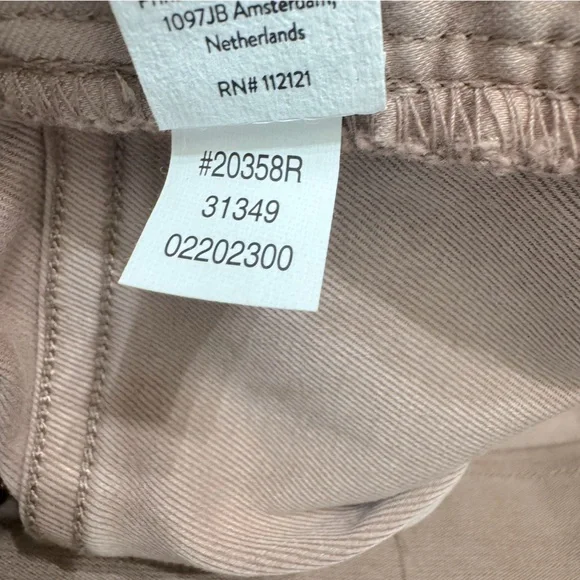 1097JB Amsterdam,
Netherlands
RN# 112121
#20358R
31349
02202300